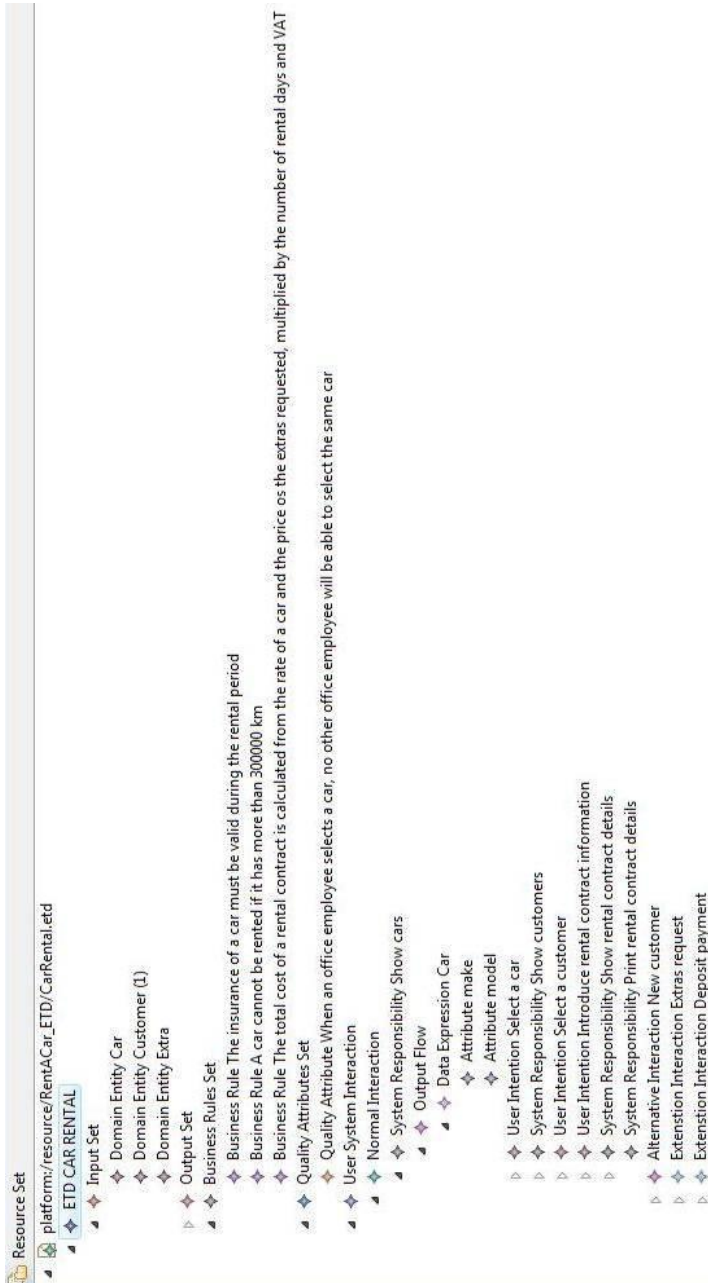 Resource Set
platform:/resource/RentACar_ETD/CarRental.etd
ETD CAR RENTAL
Input Set
Domain Entity Car
Domain Entity Customer (1)
Domain Entity Extra
Output Set
Business Rules Set
Business Rule The insurance of a car must be valid during the rental period
Business Rule A car cannot be rented if it has more than 300000 km
Business Rule The total cost of a rental contract is calculated from the rate of a car and the price os the extras requested, multiplied by the number of rental days and VAT
Quality Attributes Set
Quality Attribute When an office employee selects a car, no other office employee will be able to select the same car
User System Interaction
Normal Interaction
System Responsibility Show cars
Output Flow
Data Expression Car
Attribute make
Attribute model
User Intention Select a car
System Responsibility Show customers
User Intention Select a customer
User Intention Introduce rental contract information
System Responsibility Show rental contract details
System Responsibility Print rental contract details
Alternative Interaction New customer
Extenstion Interaction Extras request
Extenstion Interaction Deposit payment